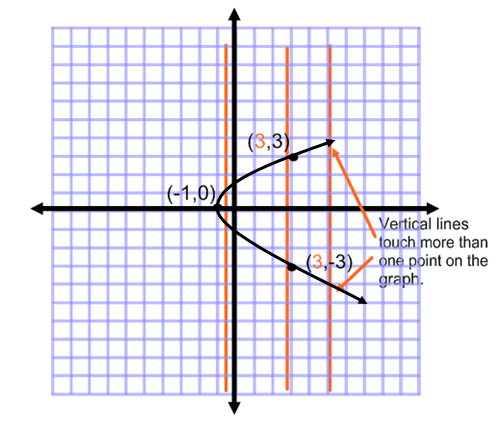 (3,3)
(-1,0)
Vertical lines
touch more than
(3,-3)
one point on the
graph.